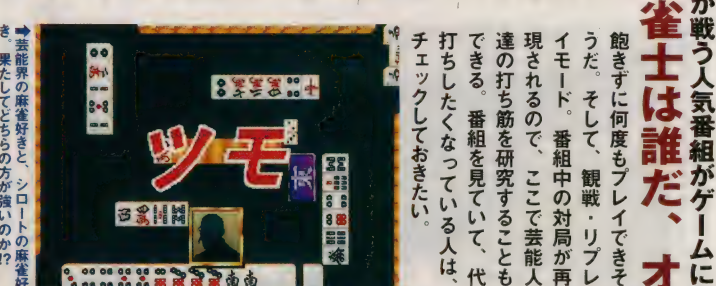 が戦う人気番組がゲームに
雀士は誰だ、オ
飽きずに何度もプレイできそ
うだ。そして、観戦・リプレ
イモード。番組中の対局が再
現されるので、ここで芸能人
達の打ち筋を研究することも
できる。番組を見ていて、代
打ちしたくなっている人は、
チェックしておきたい。
ツモ
東
南南
➡芸能界の麻雀好きと、シロートの麻雀好
き。果たしてどちらの方が強いのか!?